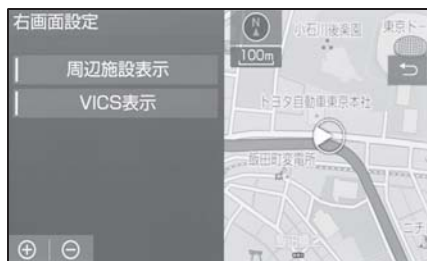 右画面設定
周辺施設表示
VICS表示
N
100m
小石川後楽園
東京ドー
トヨタ自動車東京本社
飯田町変電所
ニチ